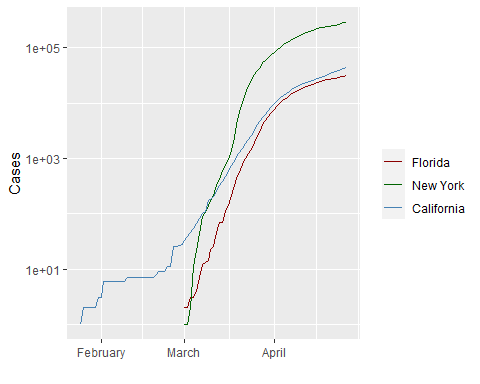 1e+05
1e+03
1e+01
Cases
February March April
Florida
New York
California